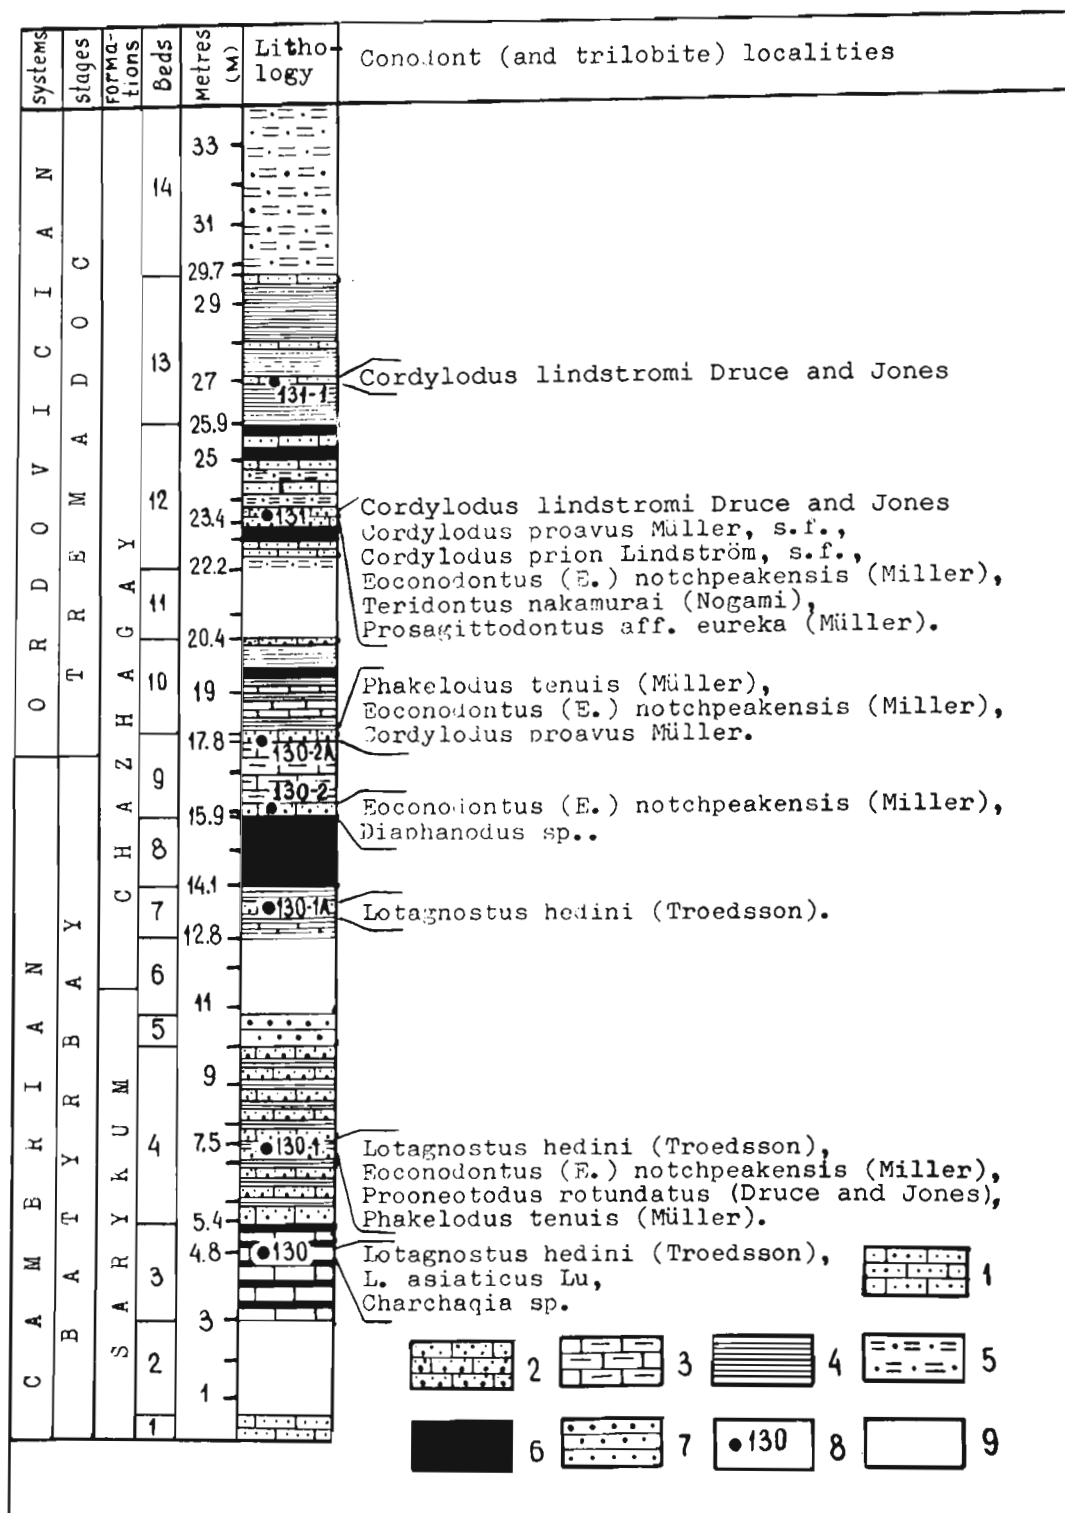 systems
stages
FORMA-
tions
Beds
Metres
(M)
Litho-
logy
Conodont (and trilobite) localities
ORDOVICIAN
CAMBRIAN
TREMADOC
BATYRBAY
CHAZHAGAY
SARYKUM
14
13
12
11
10
9
8
7
6
5
4
3
2
1
33
31
29.7
29
27
25.9
25
23.4
22.2
20.4
19
17.8
15.9
14.1
12.8
11
9
7.5
5.4
4.8
3
1
131-1
131
130-2A
130-2
130-1A
130-1
130
Cordylodus lindstromi Druce and Jones
Cordylodus lindstromi Druce and Jones
Cordylodus proavus Müller, s.f.,
Cordylodus prion Lindström, s.f.,
Eoconodontus (E.) notchpeakensis (Miller),
Teridontus nakamurai (Nogami),
Prosagittodontus aff. eureka (Müller).
Phakelodus tenuis (Müller),
Eoconodontus (E.) notchpeakensis (Miller),
Cordylodus proavus Müller.
Eoconodontus (E.) notchpeakensis (Miller),
Diaphanodus sp..
Lotagnostus hedini (Troedsson).
Lotagnostus hedini (Troedsson),
Eoconodontus (E.) notchpeakensis (Miller),
Prooneotodus rotundatus (Druce and Jones),
Phakelodus tenuis (Müller).
Lotagnostus hedini (Troedsson),
L. asiaticus Lu,
Charchaqia sp.
1
2
3
4
5
6
7
130 8
9